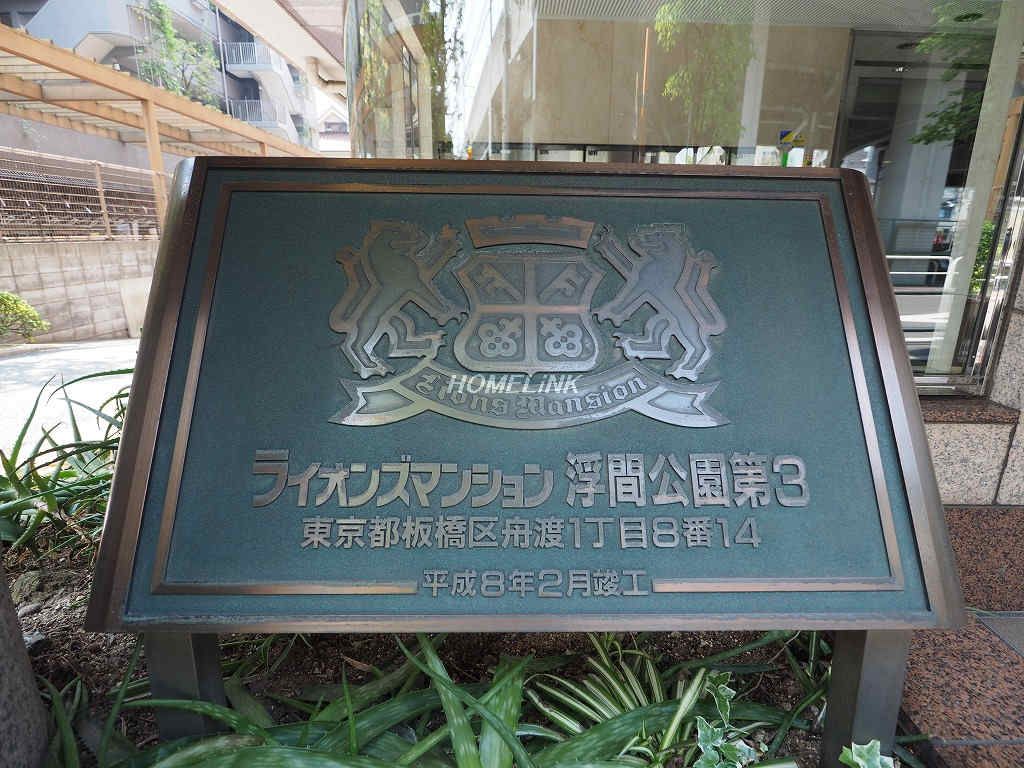 HOMELiNK
Lions Mansion
ライオンズマンション 浮間公園第3
東京都板橋区舟渡1丁目8番14
平成8年2月竣工